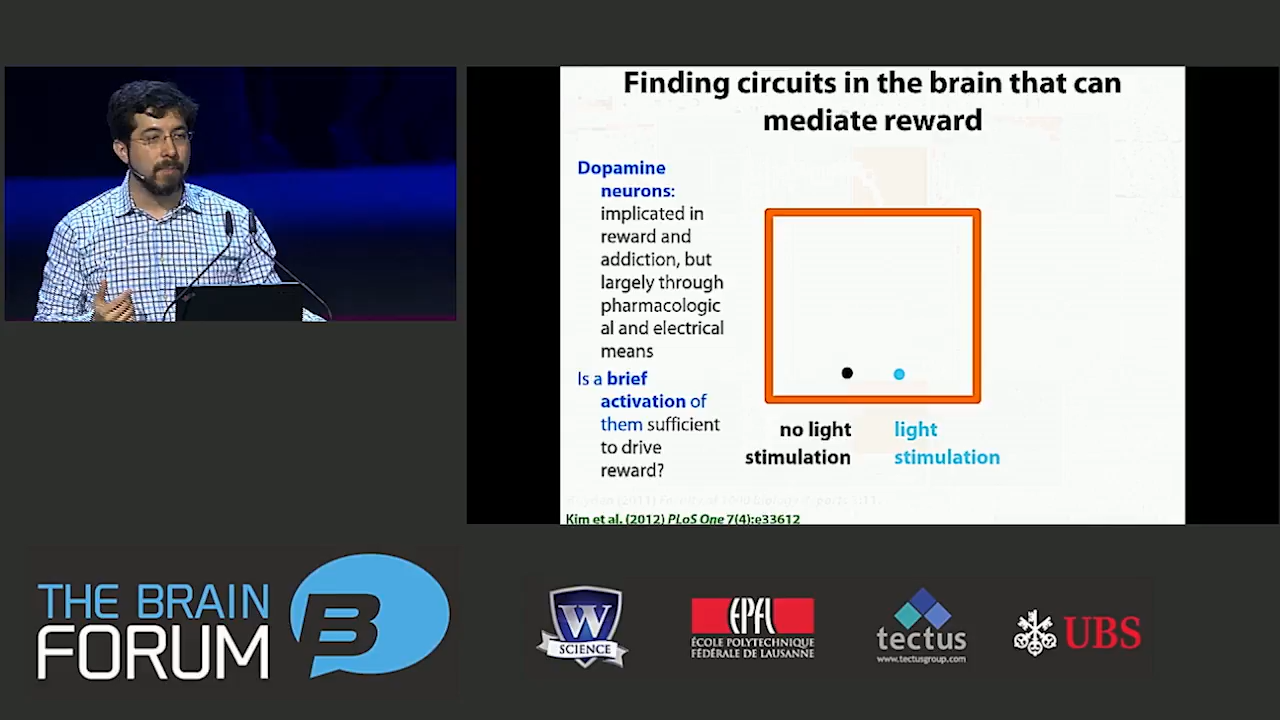 Finding circuits in the brain that can
mediate reward
Dopamine
neurons:
implicated in
reward and
addiction, but
largely through
pharmacologic
al and electrical
means
Is a brief
activation of
them sufficient
to drive
reward?
no light
stimulation
light
stimulation
Kim et al. (2012) PLoS One 7(4):e33612
THE BRAIN
FORUM
B
W
SCIENCE
EPFL
ÉCOLE POLYTECHNIQUE
FÉDÉRALE DE LAUSANNE
tectus
www.tectusgroup.com
UBS